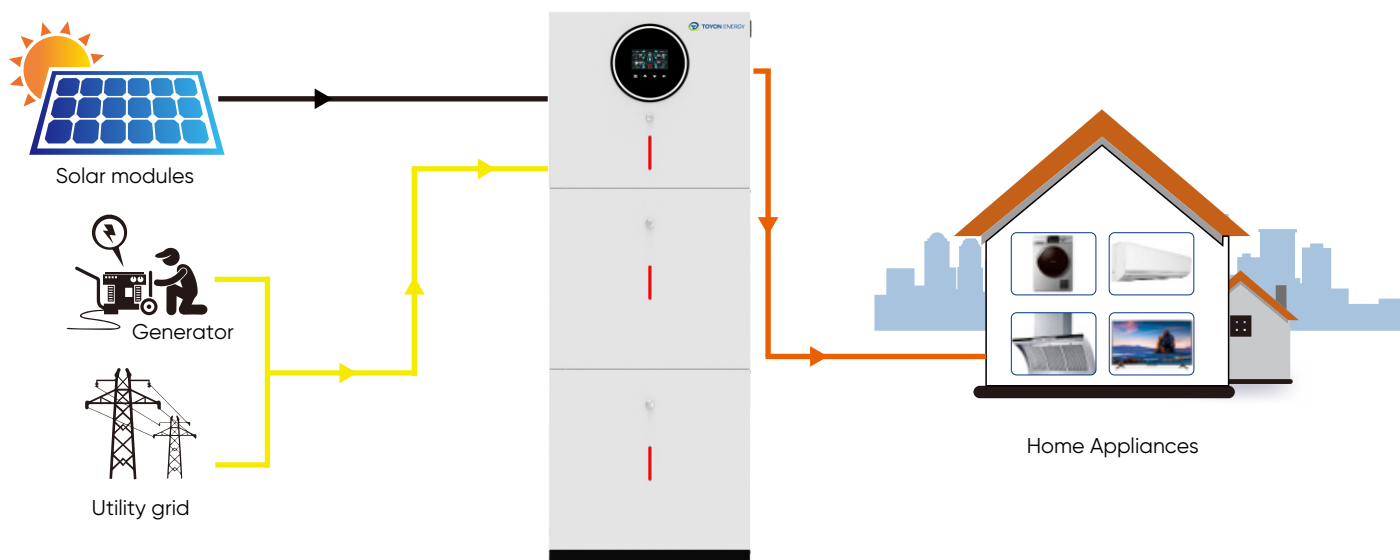 TOYON ENERGY
Solar modules
Generator
Utility grid
Home Appliances